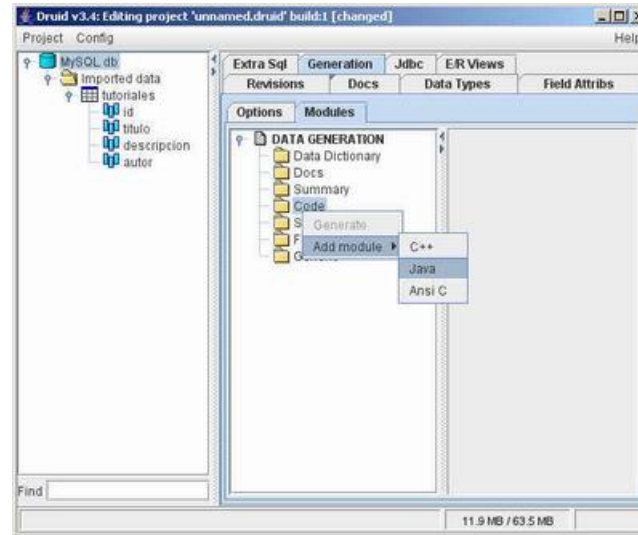 Druid v3.4: Editing project 'unnamed.druid' build:1 [changed]
Project Config Help
MySQL db
Imported data
tutoriales
id
titulo
descripcion
autor
Find
Extra Sql Generation Jdbc E/R Views
Revisions Docs Data Types Field Attribs
Options Modules
DATA GENERATION
Data Dictionary
Docs
Summary
Code
Generate
Add module
C++
Java
Ansi C
11.9 MB / 63.5 MB